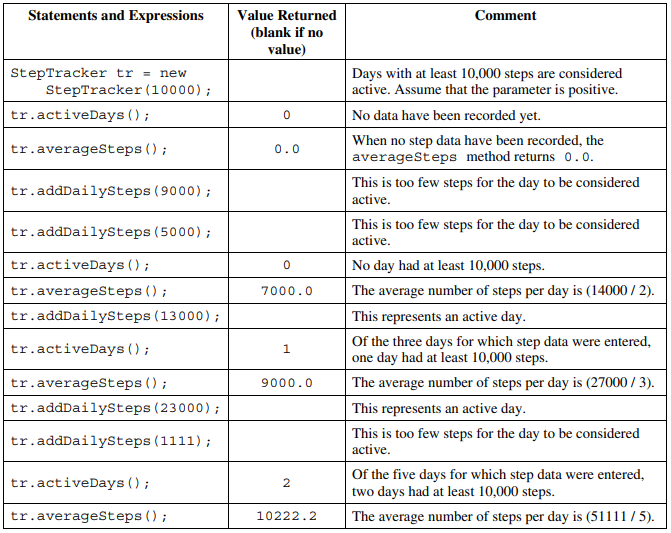 Statements and Expressions
Value Returned
(blank if no
value)
Comment
StepTracker tr = new
StepTracker(10000);
Days with at least 10,000 steps are considered
active. Assume that the parameter is positive.
tr.activeDays();
0
No data have been recorded yet.
tr.averageSteps();
0.0
When no step data have been recorded, the
averageSteps method returns 0.0.
tr.addDailySteps(9000);
This is too few steps for the day to be considered
active.
tr.addDailySteps(5000);
This is too few steps for the day to be considered
active.
tr.activeDays();
0
No day had at least 10,000 steps.
tr.averageSteps();
7000.0
The average number of steps per day is (14000 / 2).
tr.addDailySteps(13000);
This represents an active day.
tr.activeDays();
1
Of the three days for which step data were entered,
one day had at least 10,000 steps.
tr.averageSteps();
9000.0
The average number of steps per day is (27000 / 3).
tr.addDailySteps(23000);
This represents an active day.
tr.addDailySteps(1111);
This is too few steps for the day to be considered
active.
tr.activeDays();
2
Of the five days for which step data were entered,
two days had at least 10,000 steps.
tr.averageSteps();
10222.2
The average number of steps per day is (51111 / 5).